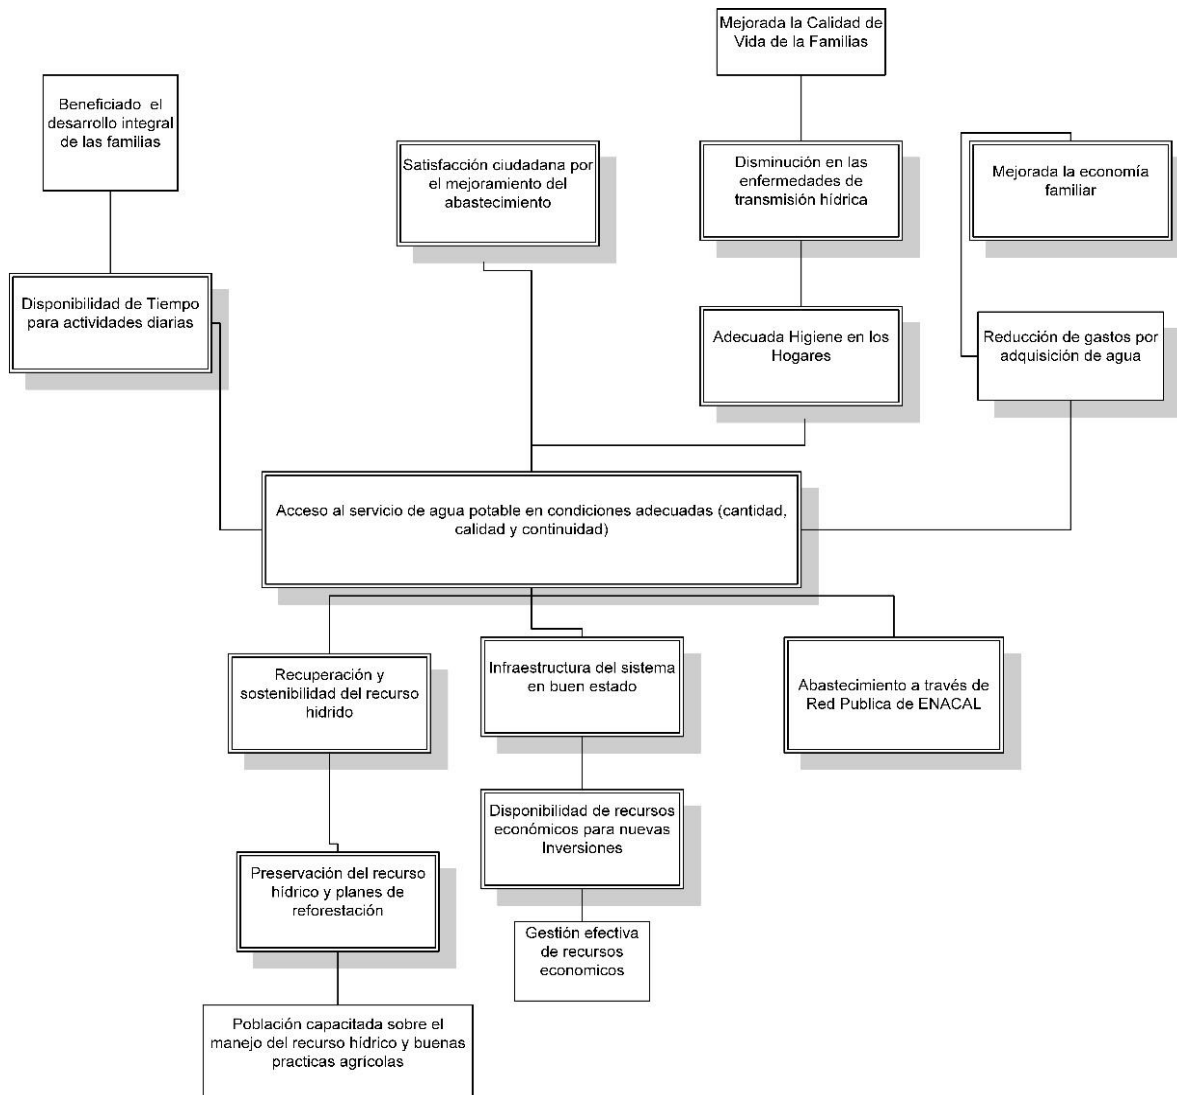 Mejorada la Calidad de
Vida de la Familias
Beneficiado el
desarrollo integral
de las familias
Satisfacción ciudadana por
el mejoramiento del
abastecimiento
Disminución en las
enfermedades de
transmisión hídrica
Mejorada la economía
familiar
Disponibilidad de Tiempo
para actividades diarias
Adecuada Higiene en los
Hogares
Reducción de gastos por
adquisición de agua
Acceso al servicio de agua potable en condiciones adecuadas (cantidad,
calidad y continuidad)
Recuperación y
sostenibilidad del recurso
hidrido
Infraestructura del sistema
en buen estado
Abastecimiento a través de
Red Publica de ENACAL
Disponibilidad de recursos
económicos para nuevas
Inversiones
Preservación del recurso
hídrico y planes de
reforestación
Gestión efectiva
de recursos
economicos
Población capacitada sobre el
manejo del recurso hídrico y buenas
practicas agrícolas